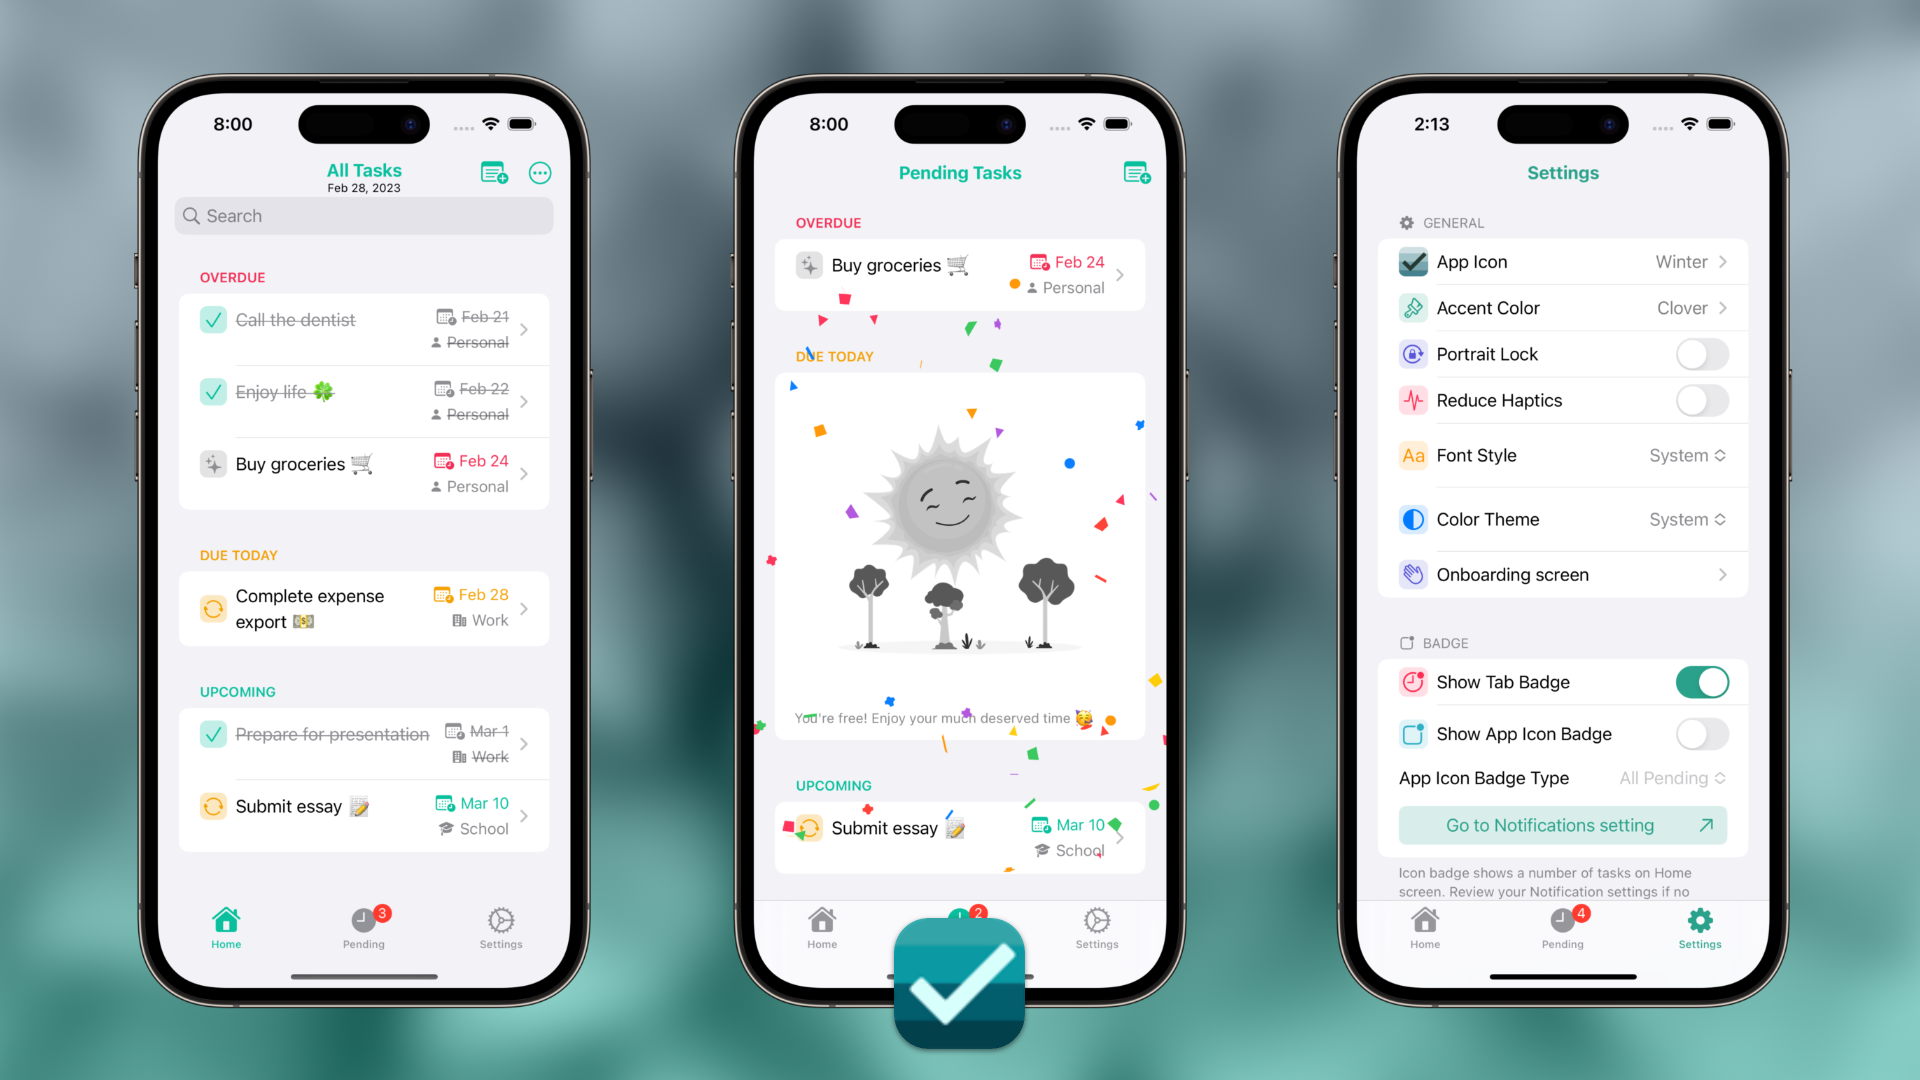 8:00
All Tasks
Feb 28, 2023
Search
OVERDUE
Call the dentist
Feb 21
Personal
Enjoy life
Feb 22
Personal
Buy groceries
Feb 24
Personal
DUE TODAY
Complete expense
export
Feb 28
Work
UPCOMING
Prepare for presentation
Mar 1
Work
Submit essay
Mar 10
School
3
Home
Pending
Settings
8:00
Pending Tasks
OVERDUE
Buy groceries
Feb 24
Personal
DUE TODAY
You're free! Enjoy your much deserved time
UPCOMING
Submit essay
Mar 10
School
2
Home
Settings
2:13
Settings
GENERAL
App Icon
Winter
Accent Color
Clover
Portrait Lock
Reduce Haptics
Aa
Font Style
System
Color Theme
System
Onboarding screen
BADGE
Show Tab Badge
Show App Icon Badge
App Icon Badge Type
All Pending
Go to Notifications setting
Icon badge shows a number of tasks on Home
screen. Review your Notification settings if no
4
Home
Pending
Settings